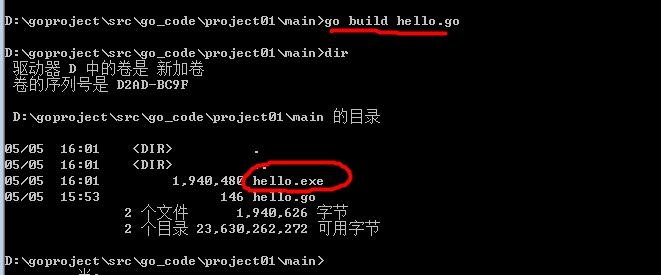 D:\goproject\src\go_code\project01\main>go build hello.go
D:\goproject\src\go_code\project01\main>dir
驱动器 D 中的卷是 新加卷
卷的序列号是 D2AD-BC9F
D:\goproject\src\go_code\project01\main 的目录
05/05 16:01 <DIR> .
05/05 16:01 <DIR> ..
05/05 16:01 1,940,480 hello.exe
05/05 15:53 146 hello.go
2 个文件 1,940,626 字节
2 个目录 23,630,262,272 可用字节
D:\goproject\src\go_code\project01\main>